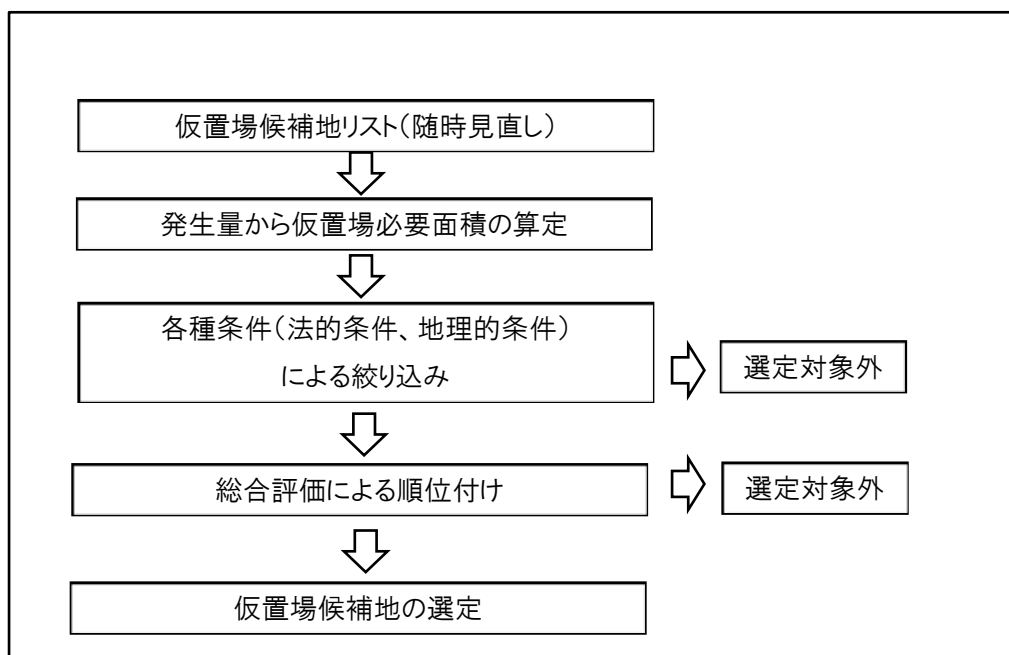 仮置場候補地リスト（随時見直し）
発生量から仮置場必要面積の算定
各種条件（法的条件、地理的条件）
による絞り込み
選定対象外
総合評価による順位付け
選定対象外
仮置場候補地の選定